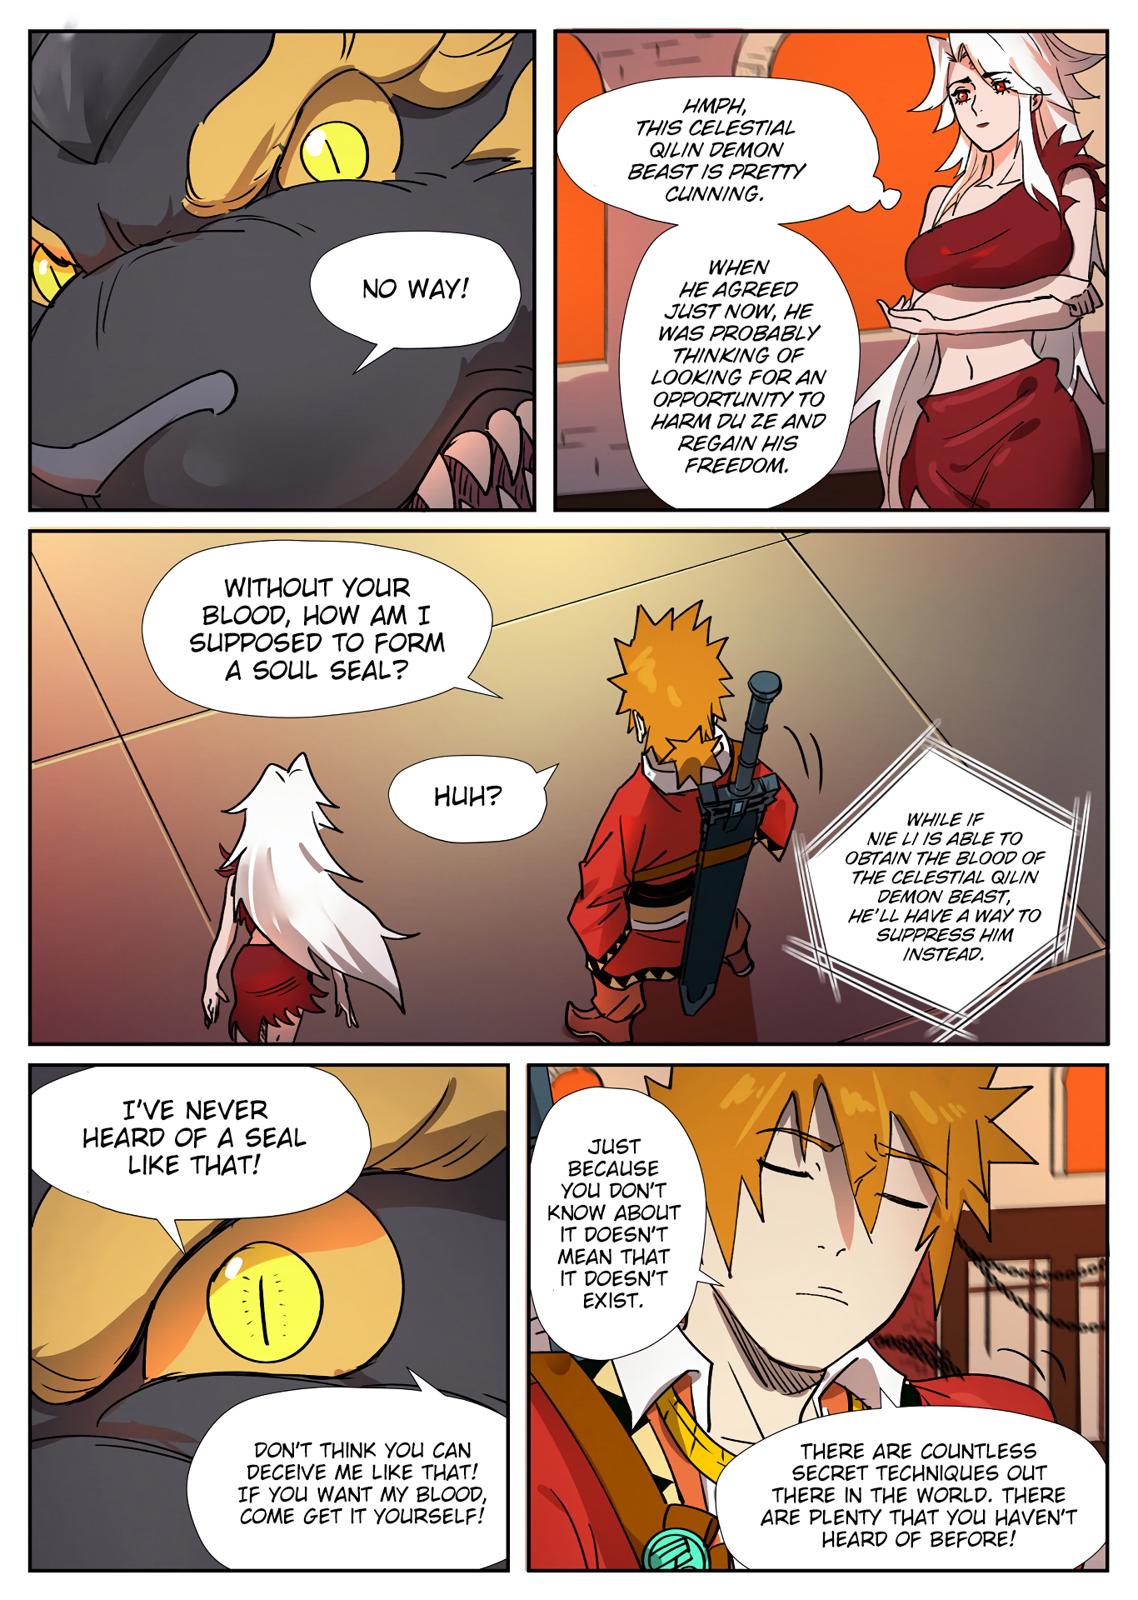 NO WAY!
HMPH,
THIS CELESTIAL
QILIN DEMON
BEAST IS PRETTY
CUNNING.
WHEN
HE AGREED
JUST NOW, HE
WAS PROBABLY
THINKING OF
LOOKING FOR AN
OPPORTUNITY TO
HARM DU ZE AND
REGAIN HIS
FREEDOM.
WITHOUT YOUR
BLOOD, HOW AM I
SUPPOSED TO FORM
A SOUL SEAL?
HUH?
WHILE IF
NIE LI IS ABLE TO
OBTAIN THE BLOOD OF
THE CELESTIAL QILIN
DEMON BEAST,
HE'LL HAVE A WAY TO
SUPPRESS HIM
INSTEAD.
I'VE NEVER
HEARD OF A SEAL
LIKE THAT!
DON'T THINK YOU CAN
DECEIVE ME LIKE THAT!
IF YOU WANT MY BLOOD,
COME GET IT YOURSELF!
JUST
BECAUSE
YOU DON'T
KNOW ABOUT
IT DOESN'T
MEAN THAT
IT DOESN'T
EXIST.
THERE ARE COUNTLESS
SECRET TECHNIQUES OUT
THERE IN THE WORLD. THERE
ARE PLENTY THAT YOU HAVEN'T
HEARD OF BEFORE!